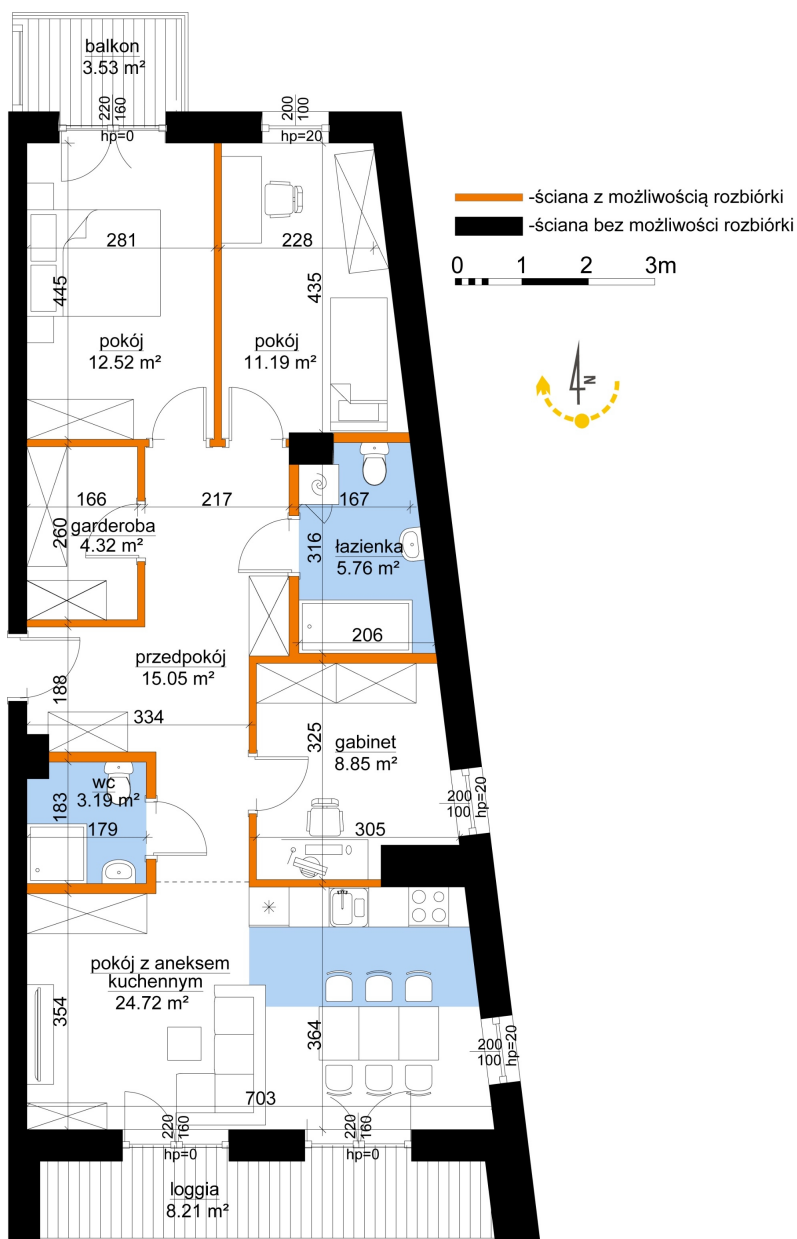 balkon
3.53 m²
220
160
hp=0
200
100
hp=20
-ściana z możliwością rozbiórki
-ściana bez możliwości rozbiórki
0 1 2 3m
N
281
228
445
435
pokój
12.52 m²
pokój
11.19 m²
166
217
167
260
garderoba
4.32 m²
316
łazienka
5.76 m²
206
przedpokój
15.05 m²
188
334
325
gabinet
8.85 m²
200
100
hp=20
wc
3.19 m²
183
179
305
pokój z aneksem
kuchennym
24.72 m²
354
364
200
100
hp=20
703
220
160
hp=0
220
160
hp=0
loggia
8.21 m²